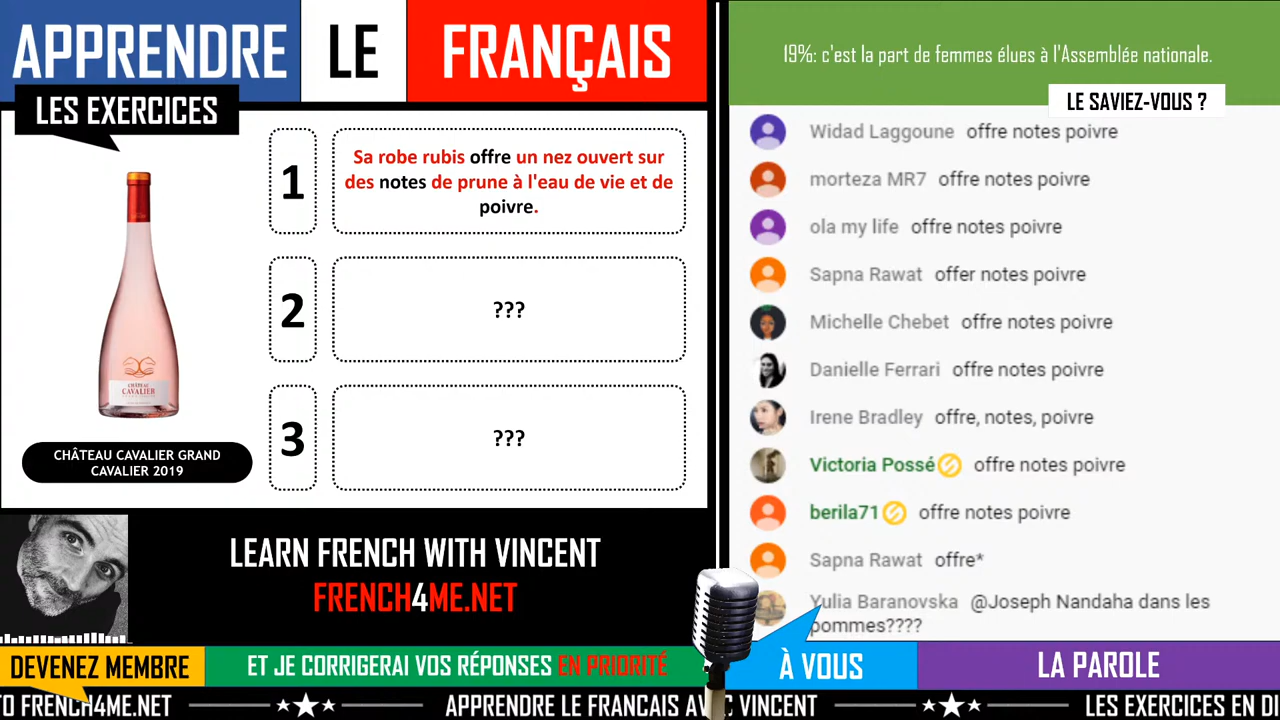 APPRENDRE LE FRANÇAIS
LES EXERCICES
CHÂTEAU
CAVALIER
CHÂTEAU CAVALIER GRAND
CAVALIER 2019
1
Sa robe rubis offre un nez ouvert sur
des notes de prune à l'eau de vie et de
poivre.
2
???
3
???
LEARN FRENCH WITH VINCENT
FRENCH4ME.NET
DEVENEZ MEMBRE
ET JE CORRIGERAI VOS RÉPONSES EN PRIORITÉ
19%: c'est la part de femmes élues à l'Assemblée nationale.
LE SAVIEZ-VOUS ?
Widad Laggoune offre notes poivre
morteza MR7 offre notes poivre
ola my life offre notes poivre
Sapna Rawat offer notes poivre
Michelle Chebet offre notes poivre
Danielle Ferrari offre notes poivre
Irene Bradley offre, notes, poivre
Victoria Possé offre notes poivre
berila71 offre notes poivre
Sapna Rawat offre*
Yulia Baranovska @Joseph Nandaha dans les
pommes????
À VOUS
LA PAROLE
TO FRENCH4ME.NET APPRENDRE LE FRANCAIS AVEC VINCENT LES EXERCICES EN DI